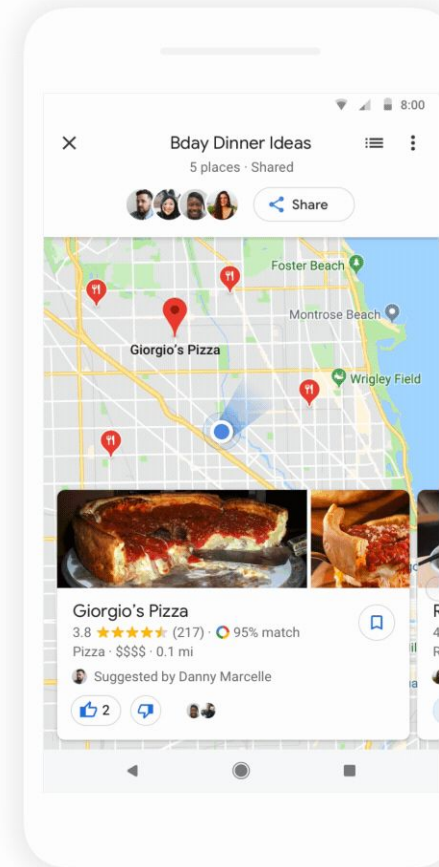 8:00
Bday Dinner Ideas
5 places · Shared
Share
Foster Beach
Montrose Beach
Giorgio's Pizza
Wrigley Field
Giorgio's Pizza
3.8 (217) · 95% match
Pizza · $$$$ · 0.1 mi
Suggested by Danny Marcelle
2